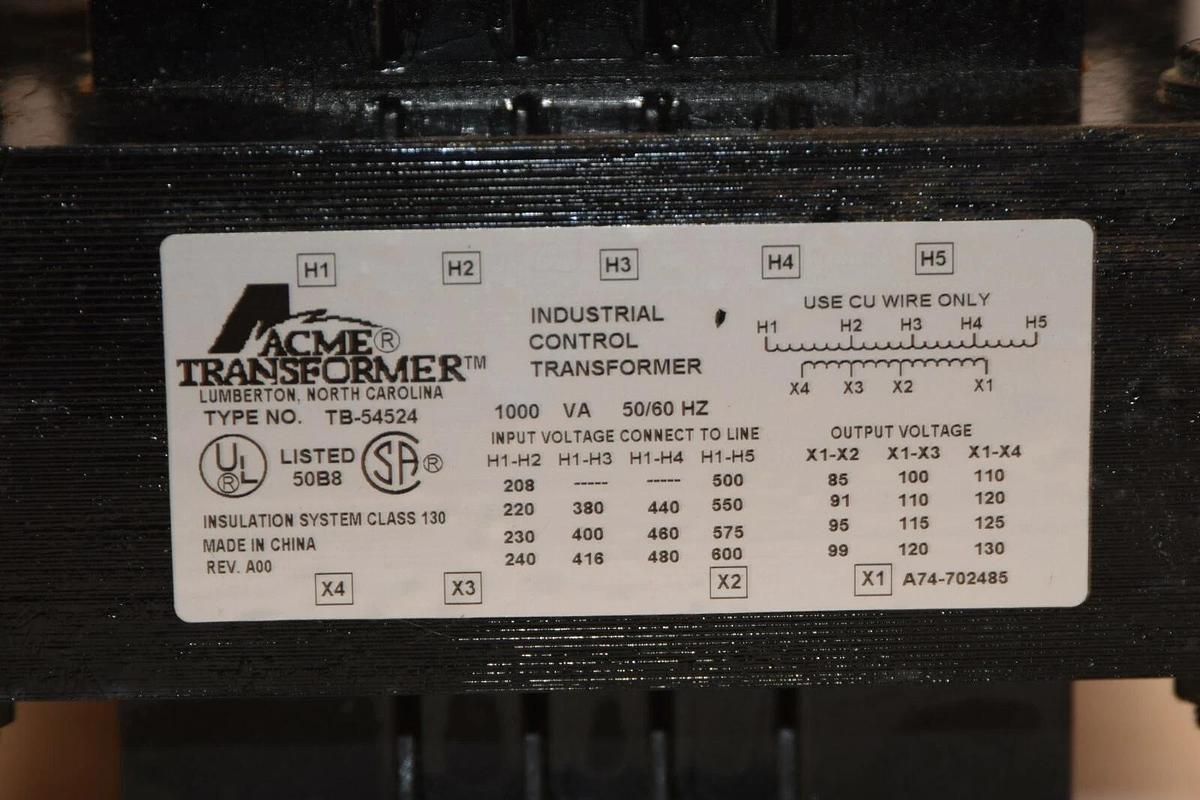 H1 H2 H3 H4 H5
ACME®
TRANSFORMER™
LUMBERTON, NORTH CAROLINA
TYPE NO. TB-54524
UL® LISTED 50B8 SA®
INSULATION SYSTEM CLASS 130
MADE IN CHINA
REV. A00
INDUSTRIAL
CONTROL
TRANSFORMER
1000 VA 50/60 HZ
INPUT VOLTAGE CONNECT TO LINE
H1-H2 H1-H3 H1-H4 H1-H5
208 ----- ----- 500
220 380 440 550
230 400 460 575
240 416 480 600
USE CU WIRE ONLY
H1 H2 H3 H4 H5
X4 X3 X2 X1
OUTPUT VOLTAGE
X1-X2 X1-X3 X1-X4
85 100 110
91 110 120
95 115 125
99 120 130
X4 X3 X2 X1 A74-702485